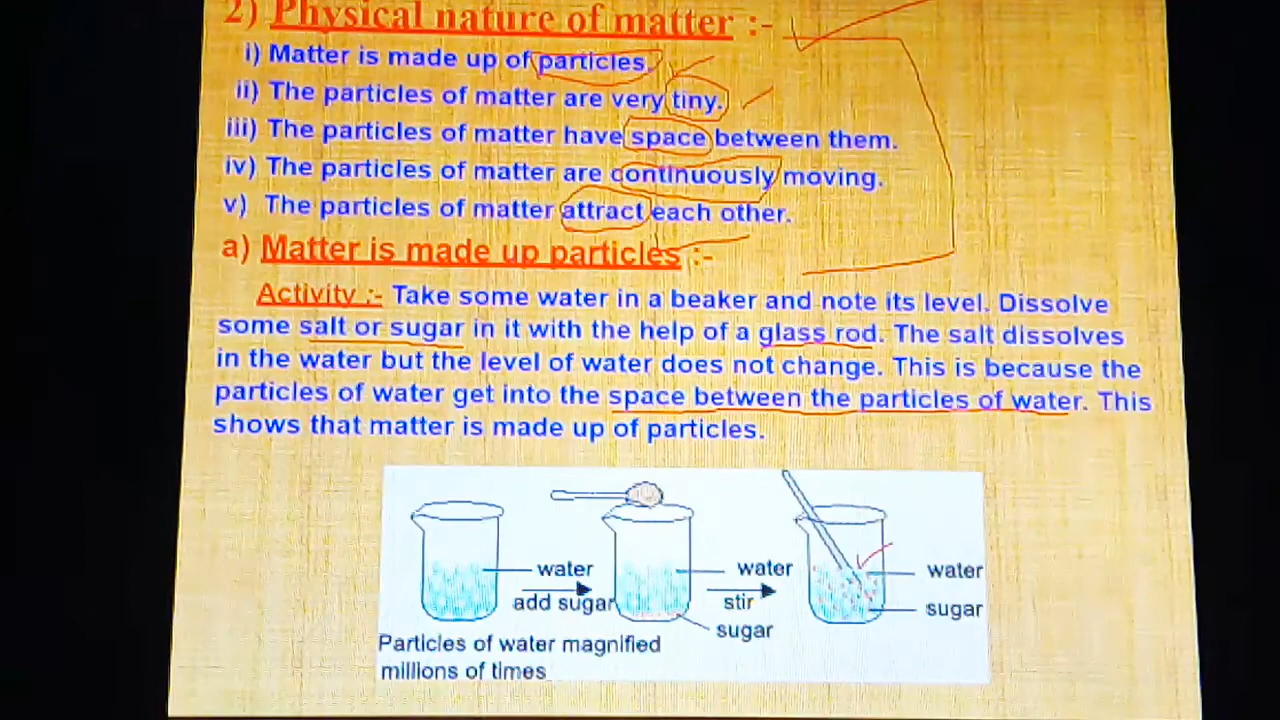 2) Physical nature of matter :-
i) Matter is made up of particles.
ii) The particles of matter are very tiny.
iii) The particles of matter have space between them.
iv) The particles of matter are continuously moving.
v) The particles of matter attract each other.
a) Matter is made up particles :-
Activity :- Take some water in a beaker and note its level. Dissolve
some salt or sugar in it with the help of a glass rod. The salt dissolves
in the water but the level of water does not change. This is because the
particles of water get into the space between the particles of water. This
shows that matter is made up of particles.
water
add sugar
water
stir
sugar
water
sugar
Particles of water magnified
millions of times